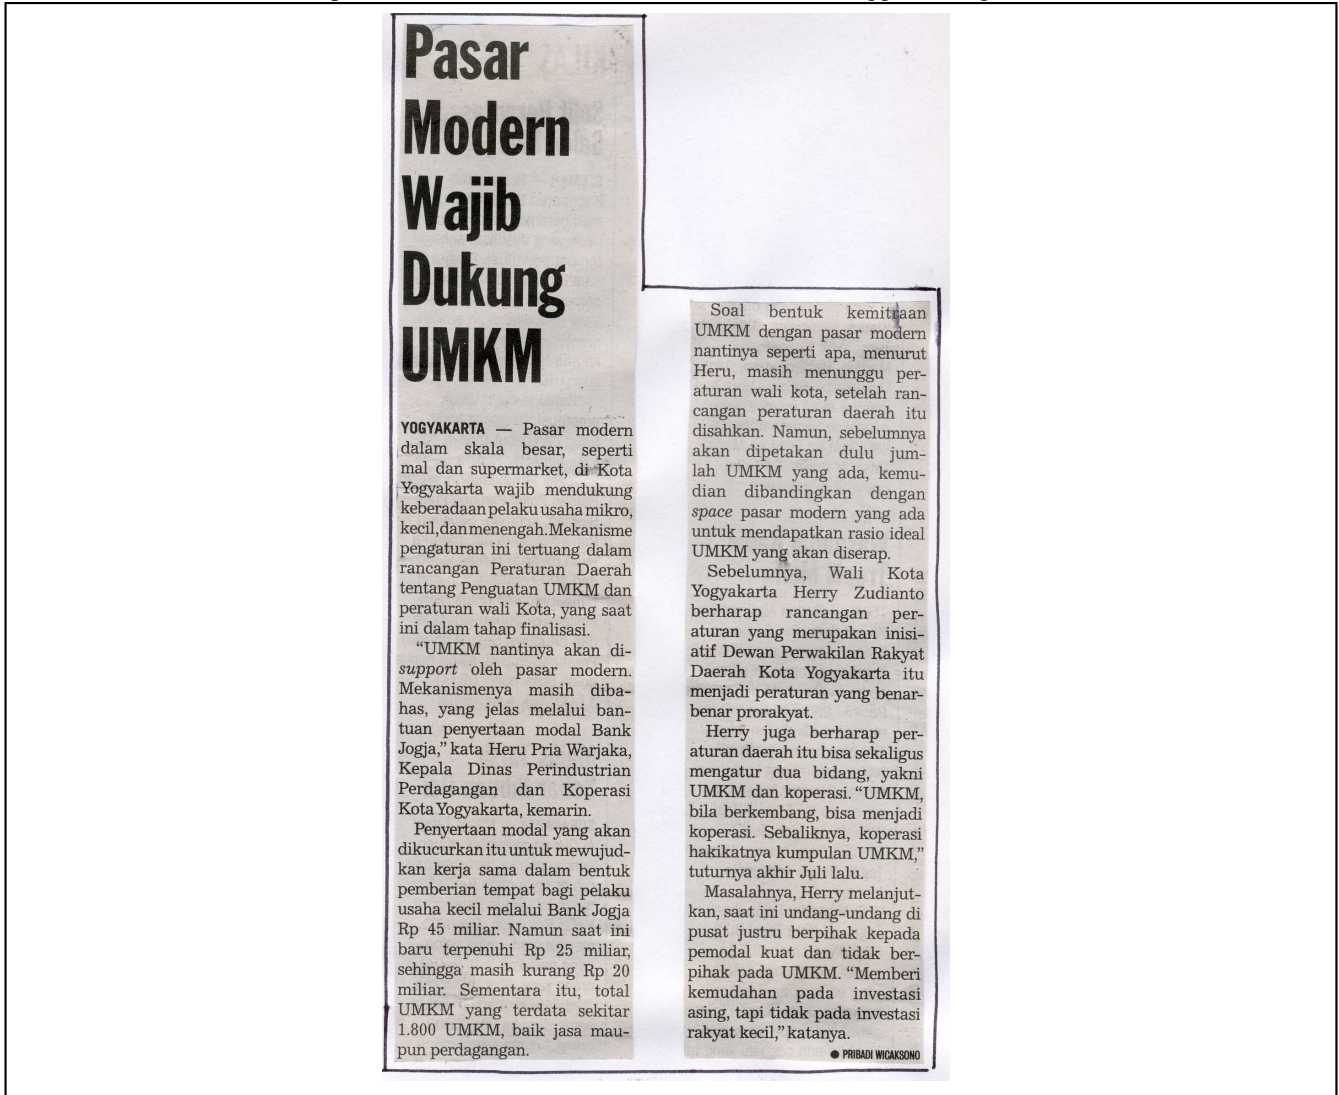 Pasar
Modern
Wajib
Dukung
UMKM
YOGYAKARTA — Pasar modern
dalam skala besar, seperti
mal dan supermarket, di Kota
Yogyakarta wajib mendukung
keberadaan pelaku usaha mikro,
kecil, dan menengah. Mekanisme
pengaturan ini tertuang dalam
rancangan Peraturan Daerah
tentang Penguatan UMKM dan
peraturan wali Kota, yang saat
ini dalam tahap finalisasi.
“UMKM nantinya akan di-
support oleh pasar modern.
Mekanismenya masih diba-
has, yang jelas melalui ban-
tuan penyertaan modal Bank
Jogja,” kata Heru Pria Warjaka,
Kepala Dinas Perindustrian
Perdagangan dan Koperasi
Kota Yogyakarta, kemarin.
Penyertaan modal yang akan
dikucurkan itu untuk mewujud-
kan kerja sama dalam bentuk
pemberian tempat bagi pelaku
usaha kecil melalui Bank Jogja
Rp 45 miliar. Namun saat ini
baru terpenuhi Rp 25 miliar,
sehingga masih kurang Rp 20
miliar. Sementara itu, total
UMKM yang terdata sekitar
1.800 UMKM, baik jasa mau-
pun perdagangan.
Soal bentuk kemitraan
UMKM dengan pasar modern
nantinya seperti apa, menurut
Heru, masih menunggu per-
aturan wali kota, setelah ran-
cangan peraturan daerah itu
disahkan. Namun, sebelumnya
akan dipetakan dulu jum-
lah UMKM yang ada, kemu-
dian dibandingkan dengan
space pasar modern yang ada
untuk mendapatkan rasio ideal
UMKM yang akan diserap.
Sebelumnya, Wali Kota
Yogyakarta Herry Zudianto
berharap rancangan per-
aturan yang merupakan inisi-
atif Dewan Perwakilan Rakyat
Daerah Kota Yogyakarta itu
menjadi peraturan yang benar-
benar prorakyat.
Herry juga berharap per-
aturan daerah itu bisa sekaligus
mengatur dua bidang, yakni
UMKM dan koperasi. “UMKM,
bila berkembang, bisa menjadi
koperasi. Sebaliknya, koperasi
hakikatnya kumpulan UMKM,”
tuturnya akhir Juli lalu.
Masalahnya, Herry melanjut-
kan, saat ini undang-undang di
pusat justru berpihak kepada
pemodal kuat dan tidak ber-
pihak pada UMKM. “Memberi
kemudahan pada investasi
asing, tapi tidak pada investasi
rakyat kecil,” katanya.
● PRIBADI WICAKSONO